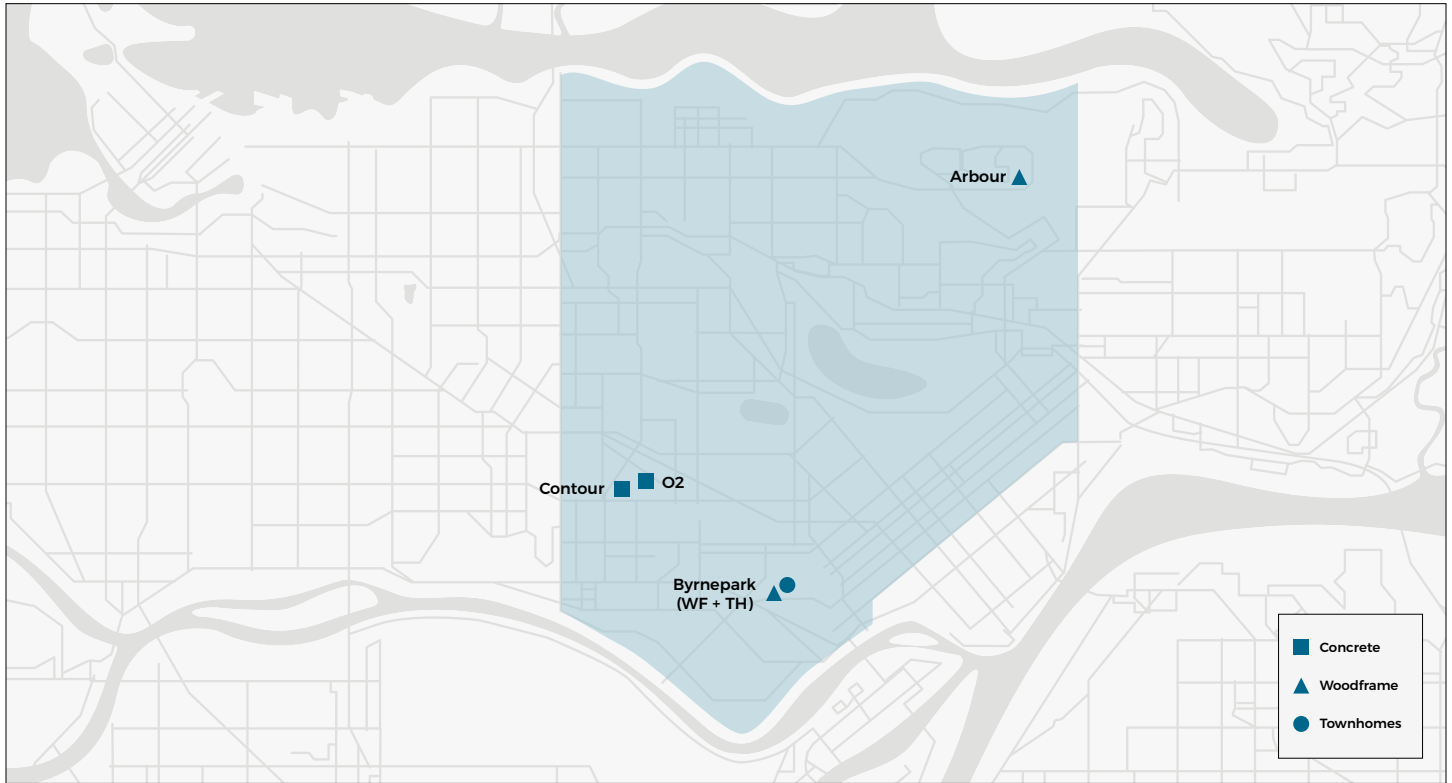 Arbour
Contour
O2
Byrnepark
(WF + TH)
Concrete
Woodframe
Townhomes